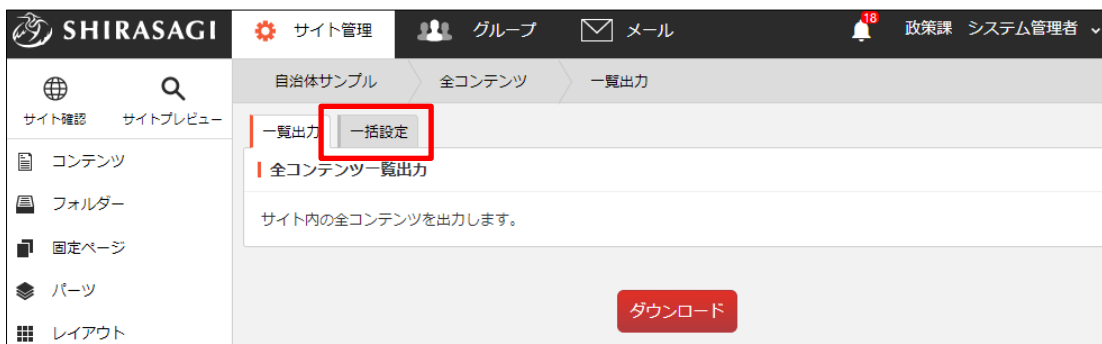 SHIRASAGI サイト管理 グループ メール 18 政策課 システム管理者
自治体サンプル 全コンテンツ 一覧出力
サイト確認 サイトプレビュー
一覧出力 一括設定
コンテンツ
全コンテンツ一覧出力
フォルダー
サイト内の全コンテンツを出力します。
固定ページ
パーツ
ダウンロード
レイアウト